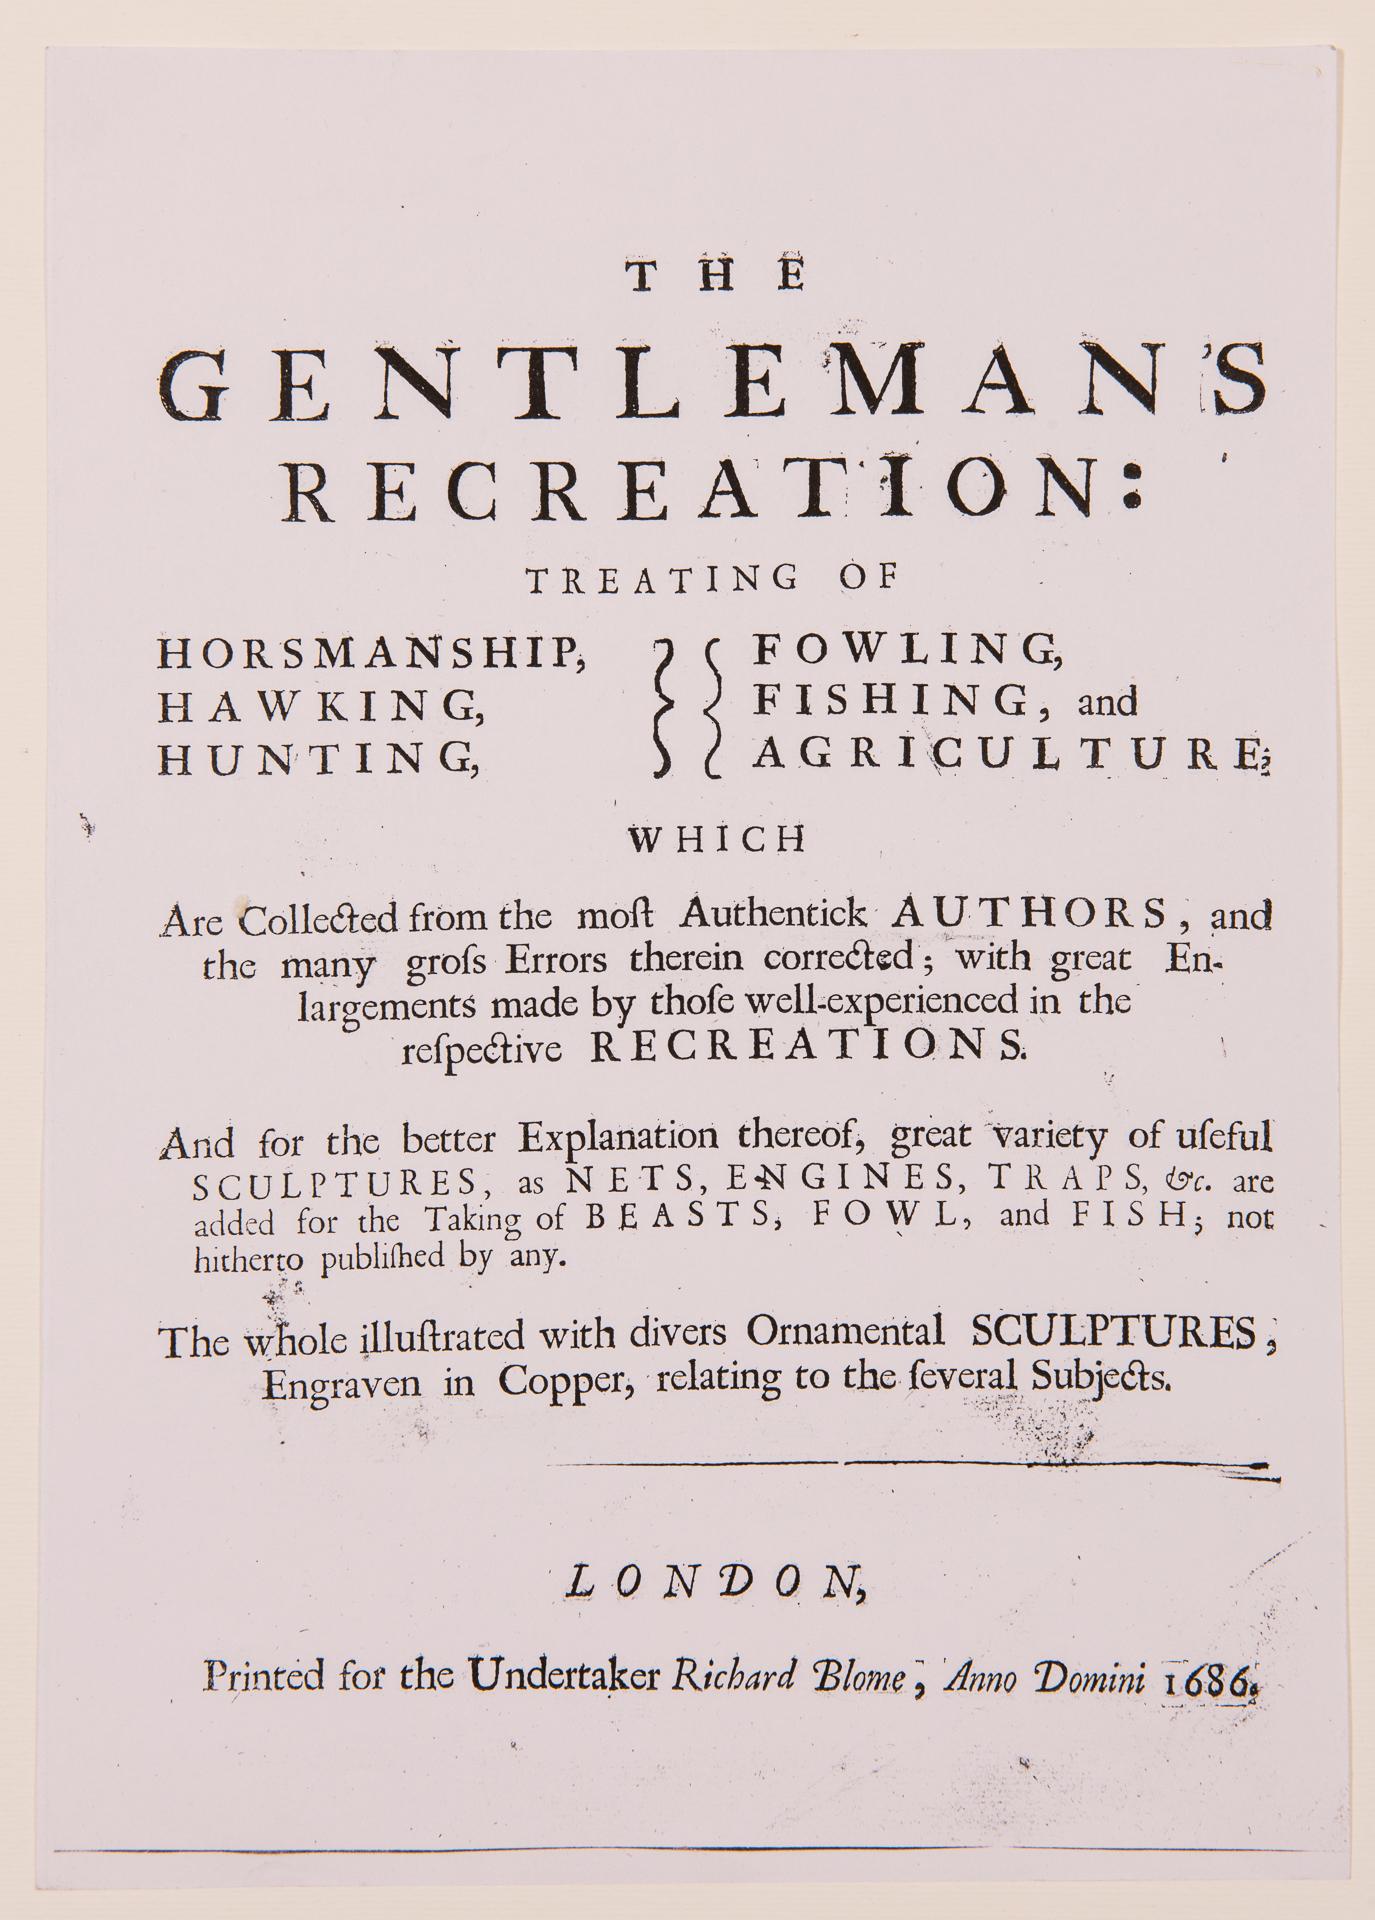 THE
GENTLEMAN'S
RECREATION:
TREATING OF
HORSMANSHIP,
HAWKING,
HUNTING,
FOWLING,
FISHING, and
AGRICULTURE;
WHICH
Are Collected from the moſt Authentick AUTHORS, and
the many groſs Errors therein corrected; with great En-
largements made by thoſe well-experienced in the
reſpective RECREATIONS.
And for the better Explanation thereof, great variety of uſeful
SCULPTURES, as NETS, ENGINES, TRAPS, &c. are
added for the Taking of BEASTS, FOWL, and FISH; not
hitherto publiſhed by any.
The whole illuſtrated with divers Ornamental SCULPTURES,
Engraven in Copper, relating to the ſeveral Subjects.
LONDON,
Printed for the Undertaker Richard Blome, Anno Domini 1686.